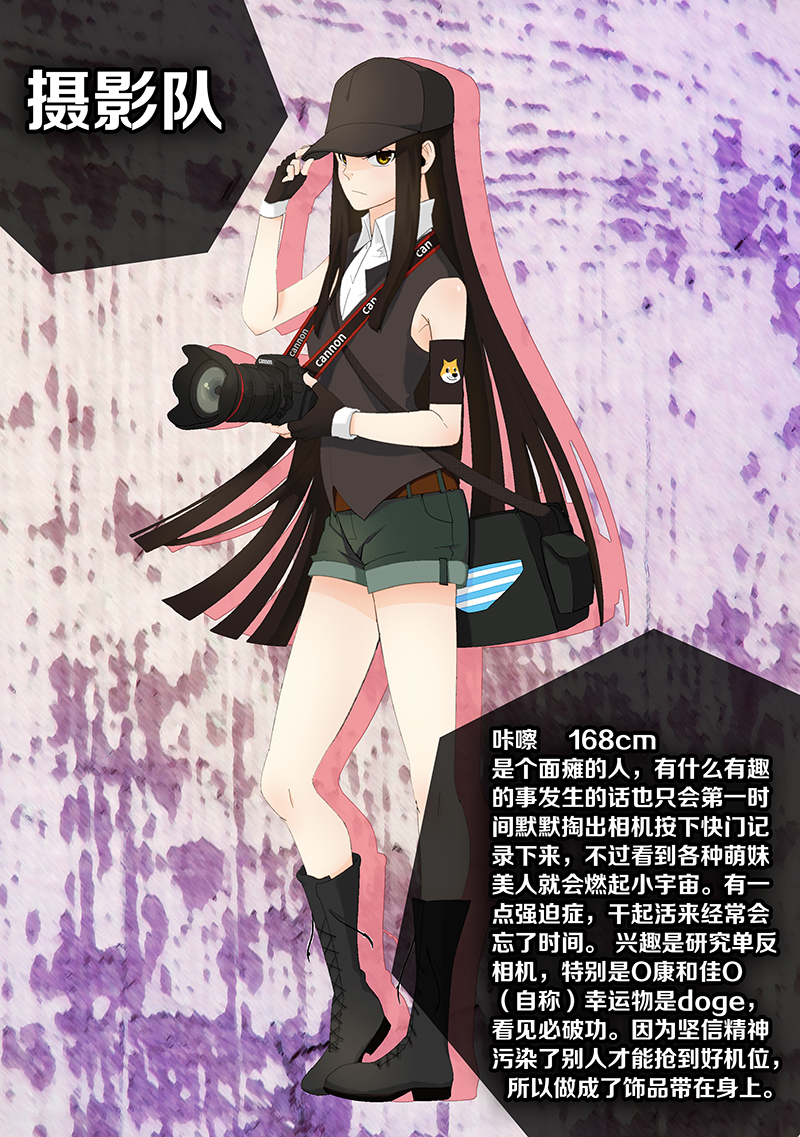 摄影队
can
can
cannon
cannon
canon
咔嚓 168cm
是个面瘫的人，有什么有趣
的事发生的话也只会第一时
间默默掏出相机按下快门记
录下来，不过看到各种萌妹
美人就会燃起小宇宙。有一
点强迫症，干起活来经常会
忘了时间。 兴趣是研究单反
相机，特别是O康和佳O
（自称）幸运物是doge，
看见必破功。因为坚信精神
污染了别人才能抢到好机位，
所以做成了饰品带在身上。